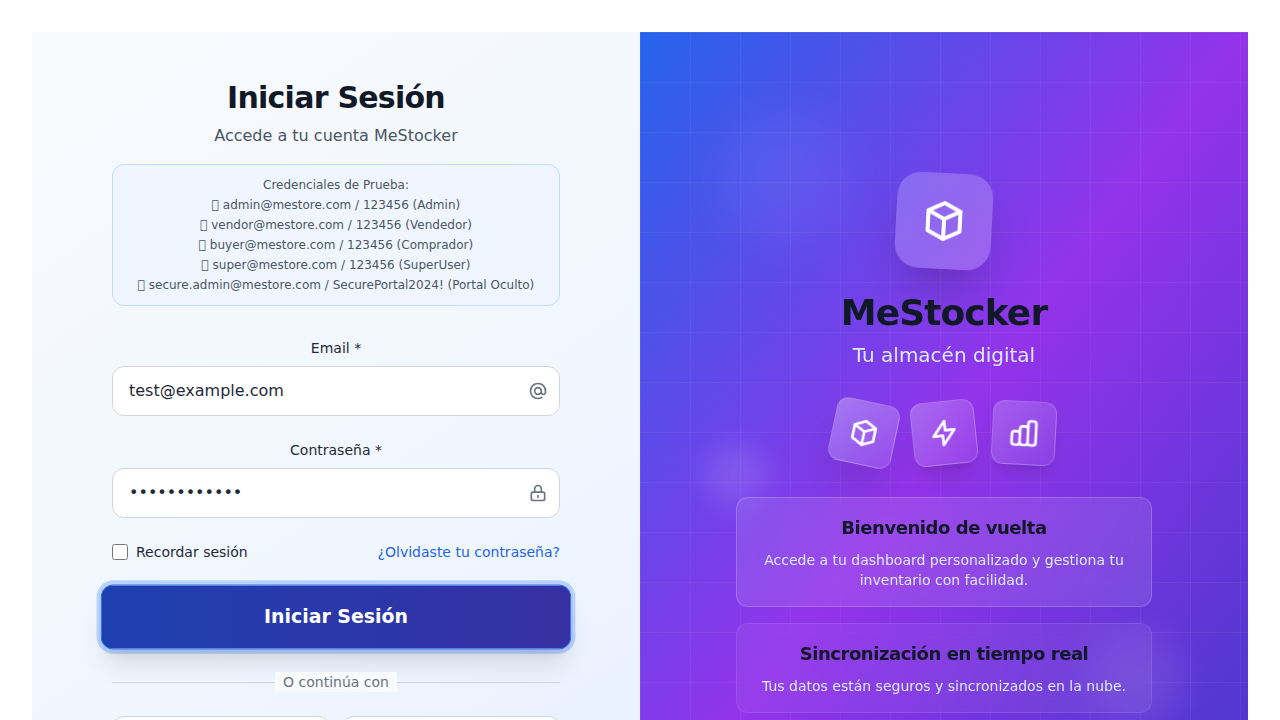 Iniciar Sesión
Accede a tu cuenta MeStocker
Credenciales de Prueba:
admin@mestore.com / 123456 (Admin)
vendor@mestore.com / 123456 (Vendedor)
buyer@mestore.com / 123456 (Comprador)
super@mestore.com / 123456 (SuperUser)
secure.admin@mestore.com / SecurePortal2024! (Portal Oculto)
Email *
test@example.com
Contraseña *
••••••••••••
Recordar sesión
¿Olvidaste tu contraseña?
Iniciar Sesión
O continúa con
MeStocker
Tu almacén digital
Bienvenido de vuelta
Accede a tu dashboard personalizado y gestiona tu
inventario con facilidad.
Sincronización en tiempo real
Tus datos están seguros y sincronizados en la nube.